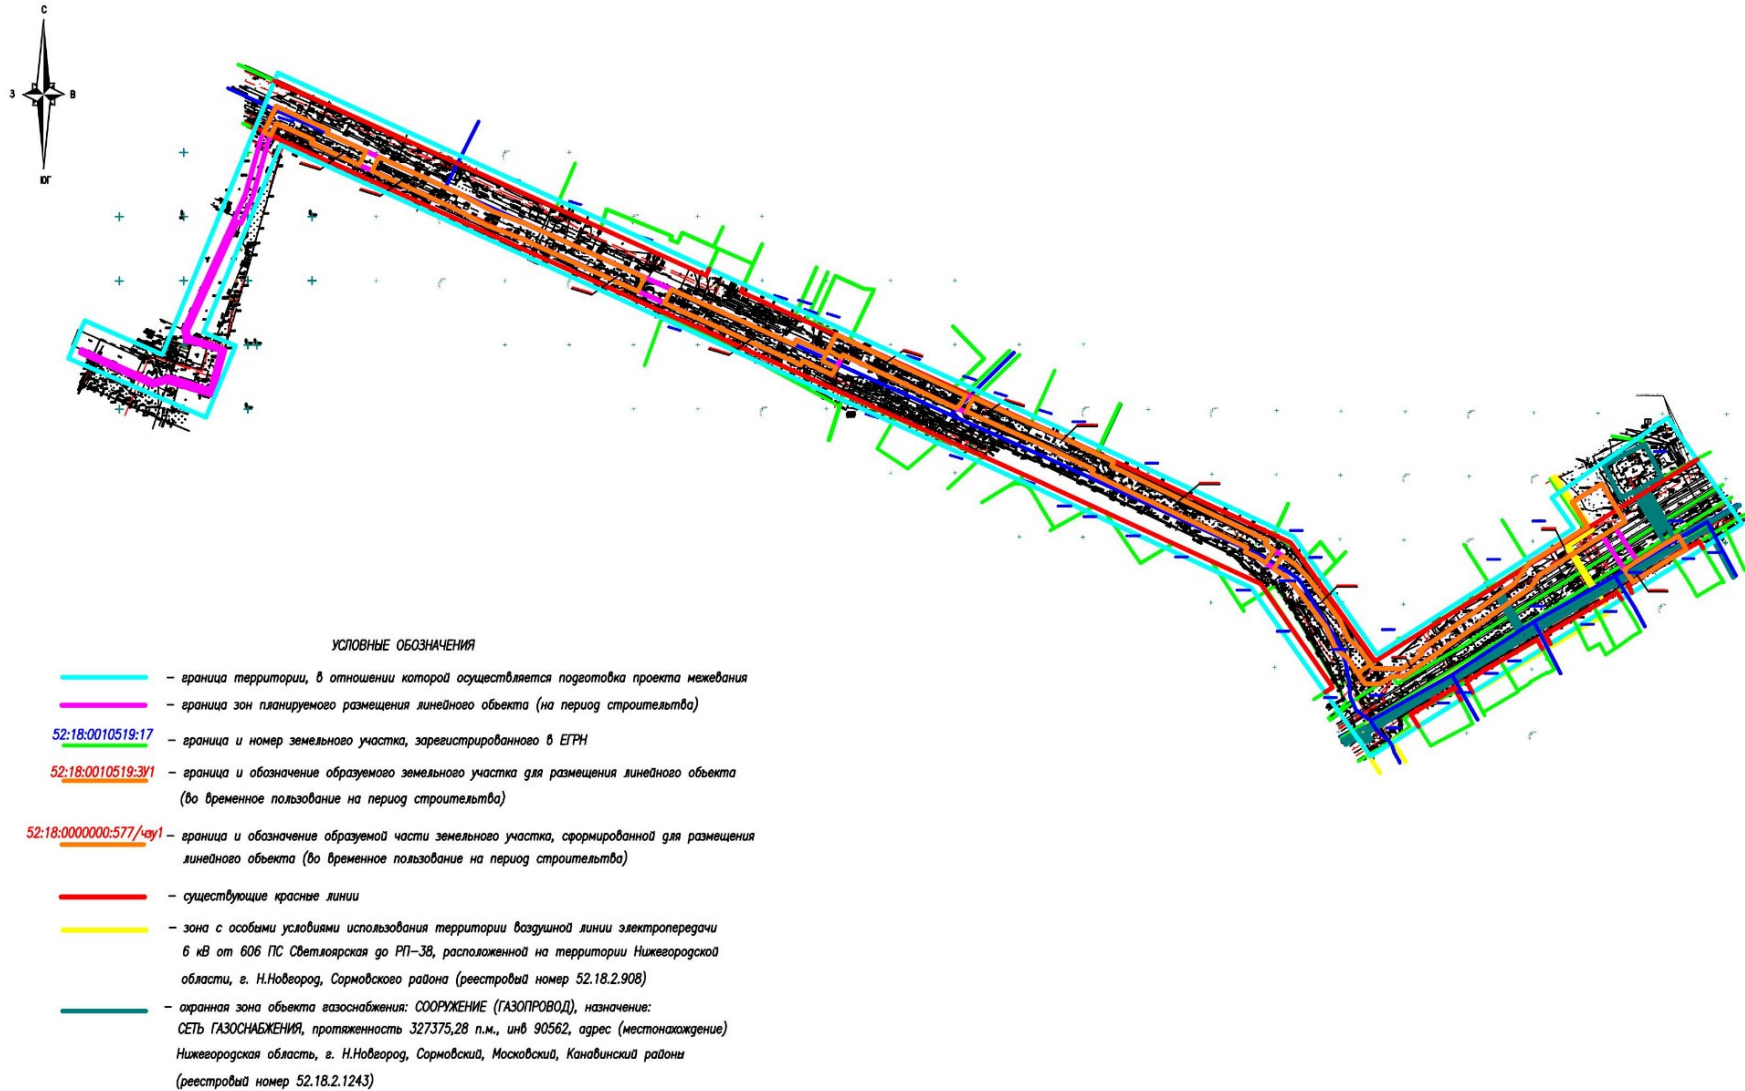 С
З
В
ЮГ
УСЛОВНЫЕ ОБОЗНАЧЕНИЯ
– граница территории, в отношении которой осуществляется подготовка проекта межевания
– граница зон планируемого размещения линейного объекта (на период строительтва)
52:18:0010519:17
– граница и номер земельного участка, зарегистрированного в ЕГРН
52:18:0010519:ЗУ1 – граница и обозначение образуемого земельного участка для размещения линейного объекта
(во временное пользование на период строительтва)
52:18:0000000:577/чзу1 – граница и обозначение образуемой части земельного участка, сформированной для размещения
линейного объекта (во временное пользование на период строительтва)
– существующие красные линии
– зона с особыми условиями использования территории воздушной линии электропередачи
6 кВ от 606 ПС Светлоярская до РП–38, расположенной на территории Нижегородской
области, г. Н.Новгород, Сормовского района (реестровый номер 52.18.2.908)
– охранная зона объекта газоснабжения: СООРУЖЕНИЕ (ГАЗОПРОВОД), назначение:
СЕТЬ ГАЗОСНАБЖЕНИЯ, протяженность 327375,28 п.м., инв 90562, адрес (местонахождение)
Нижегородская область, г. Н.Новгород, Сормовский, Московский, Канавинский районы
(реестровый номер 52.18.2.1243)